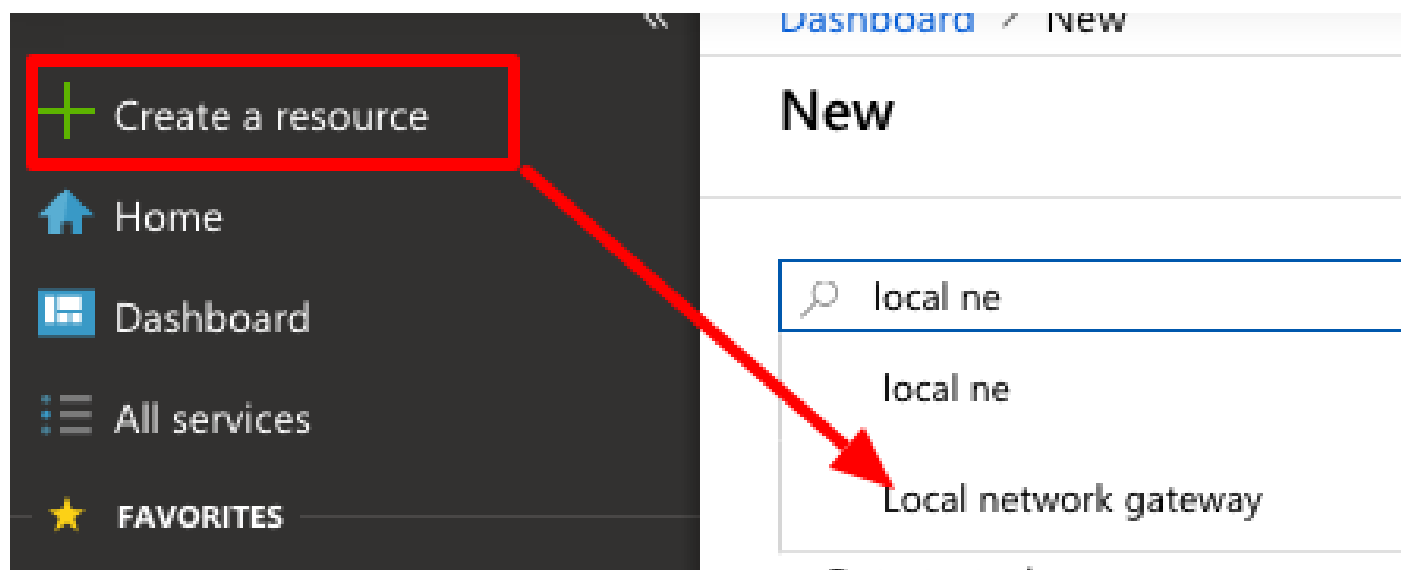 Create a resource
Home
Dashboard
All services
FAVORITES
Dashboard > New
New
local ne
local ne
Local network gateway